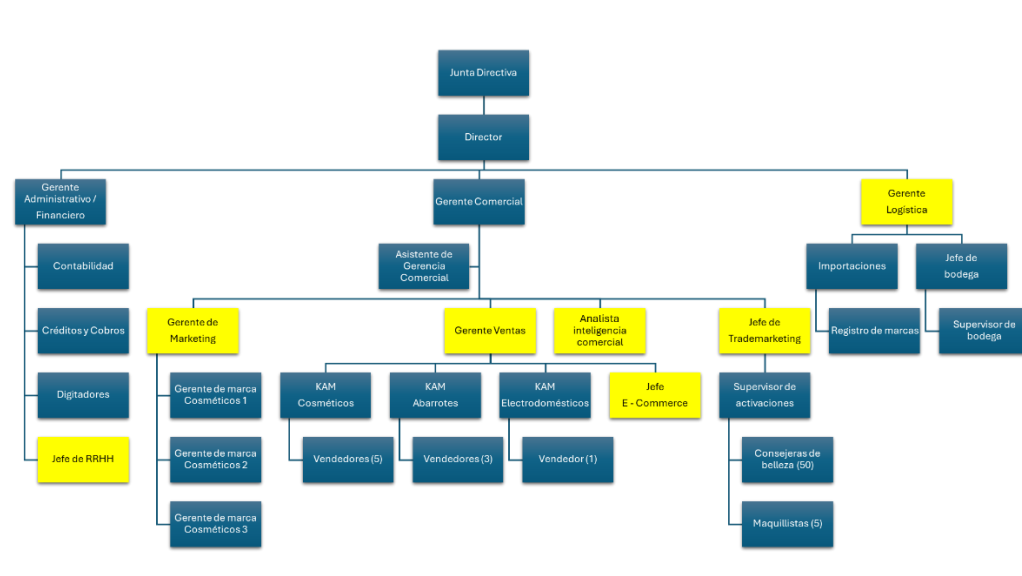 Junta Directiva
Director
Gerente
Administrativo /
Financiero
Gerente Comercial
Gerente
Logística
Asistente de
Gerencia
Comercial
Contabilidad
Importaciones
Jefe de
bodega
Créditos y Cobros
Gerente de
Marketing
Gerente Ventas
Analista
inteligencia
comercial
Jefe de
Trademarketing
Registro de marcas
Supervisor de
bodega
Digitadores
Gerente de marca
Cosméticos 1
KAM
Cosméticos
KAM
Abarrotes
KAM
Electrodomésticos
Jefe
E - Commerce
Supervisor de
activaciones
Jefe de RRHH
Gerente de marca
Cosméticos 2
Vendedores (5)
Vendedores (3)
Vendedor (1)
Consejeras de
belleza (50)
Gerente de marca
Cosméticos 3
Maquillistas (5)